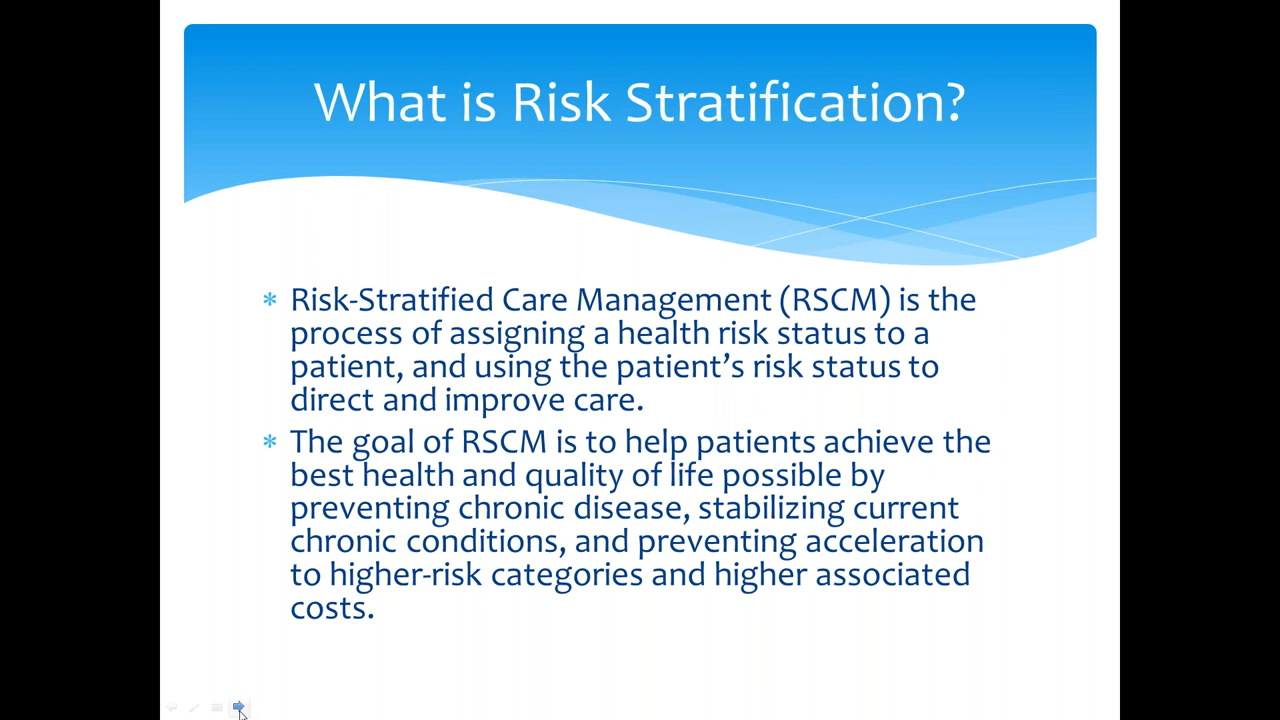 What is Risk Stratification?
* Risk-Stratified Care Management (RSCM) is the
process of assigning a health risk status to a
patient, and using the patient’s risk status to
direct and improve care.
* The goal of RSCM is to help patients achieve the
best health and quality of life possible by
preventing chronic disease, stabilizing current
chronic conditions, and preventing acceleration
to higher-risk categories and higher associated
costs.